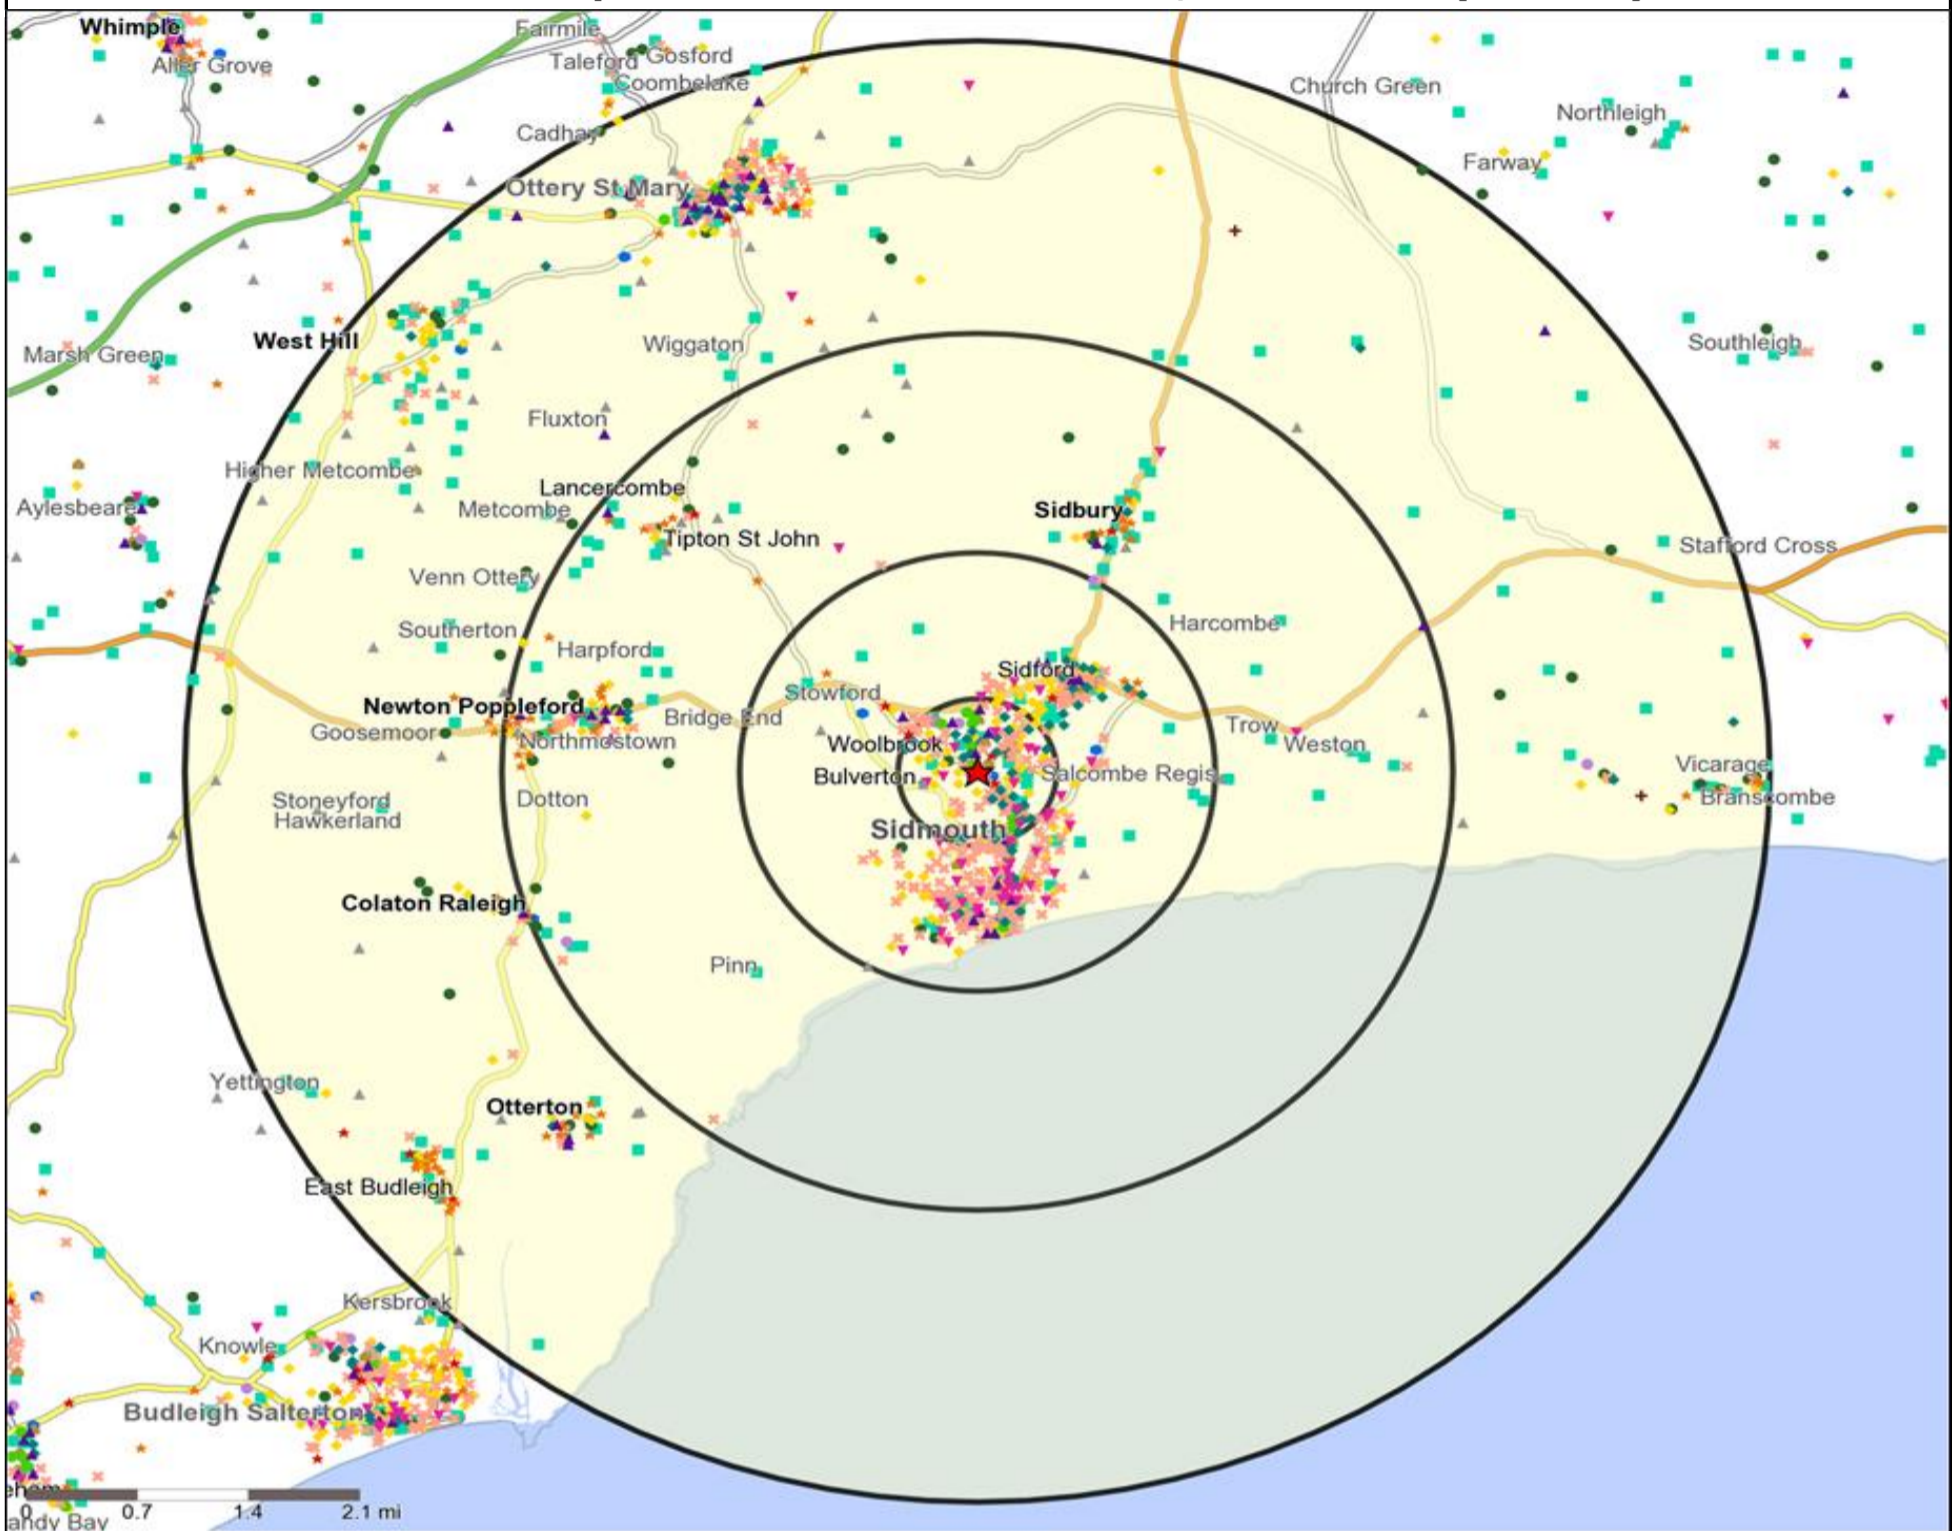 Whimple
Fairmile
Aller Grove
Taleford
Gosford
Coombelake
Church Green
Northleigh
Cadhay
Farway
Ottery St Mary
West Hill
Marsh Green
Wiggaton
Southleigh
Fluxton
Higher Metcombe
Lancercombe
Aylesbeare
Metcombe
Sidbury
Tipton St John
Stafford Cross
Venn Ottery
Southerton
Harpford
Harcombe
Sidford
Stowford
Newton Poppleford
Bridge End
Goosemoor
Northmostown
Trow
Weston
Woolbrook
Bulverton
Salcombe Regis
Vicarage
Branscombe
Stoneyford
Dotton
Hawkerland
Sidmouth
Colaton Raleigh
Pinn
Yettington
Otterton
East Budleigh
Kersbrook
Knowle
Budleigh Salterton
0 0.7 1.4 2.1 mi
andy Bay